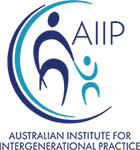 AIIP
AUSTRALIAN INSTITUTE FOR
INTERGENERATIONAL PRACTICE